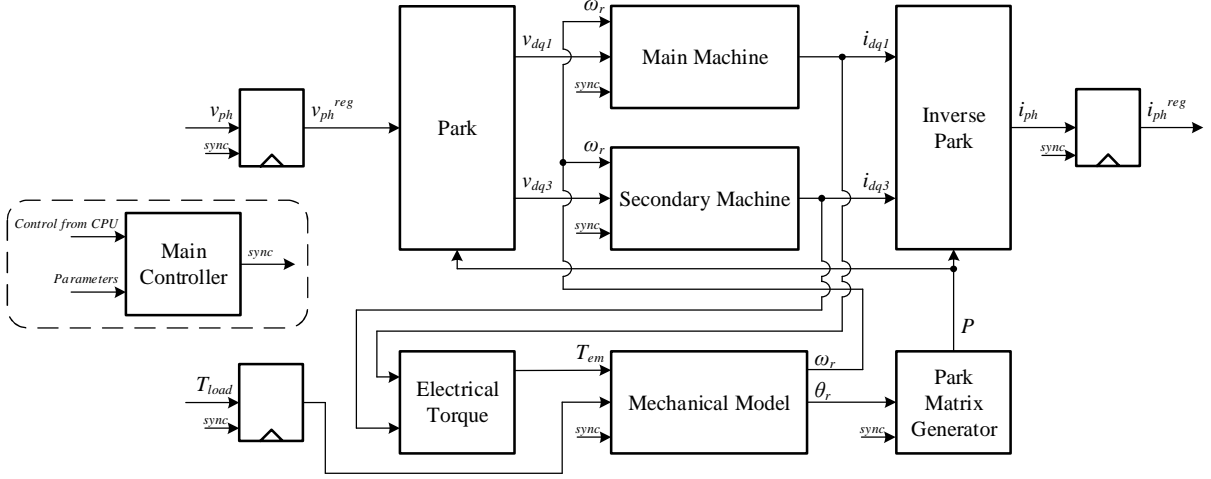 ω_r
v_dq1
Main Machine
i_dq1
sync
v_ph
v_ph^reg
sync
Park
Inverse
Park
i_ph
i_ph^reg
sync
ω_r
v_dq3
Secondary Machine
i_dq3
sync
Control from CPU
Main
Controller
sync
Parameters
P
T_load
sync
Electrical
Torque
T_em
Mechanical Model
sync
ω_r
θ_r
Park
Matrix
Generator
sync